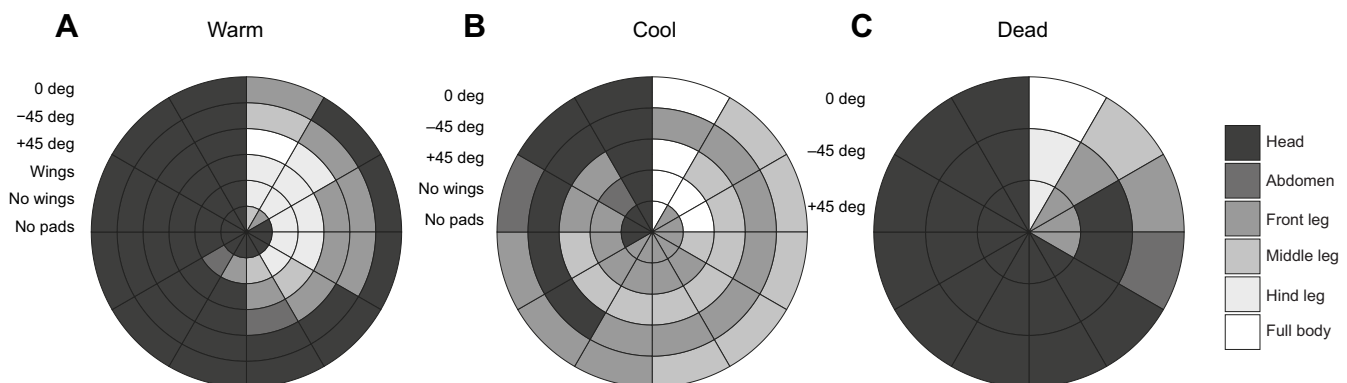 A
Warm
0 deg
−45 deg
+45 deg
Wings
No wings
No pads
B
Cool
0 deg
–45 deg
+45 deg
No wings
No pads
C
Dead
0 deg
–45 deg
+45 deg
Head
Abdomen
Front leg
Middle leg
Hind leg
Full body